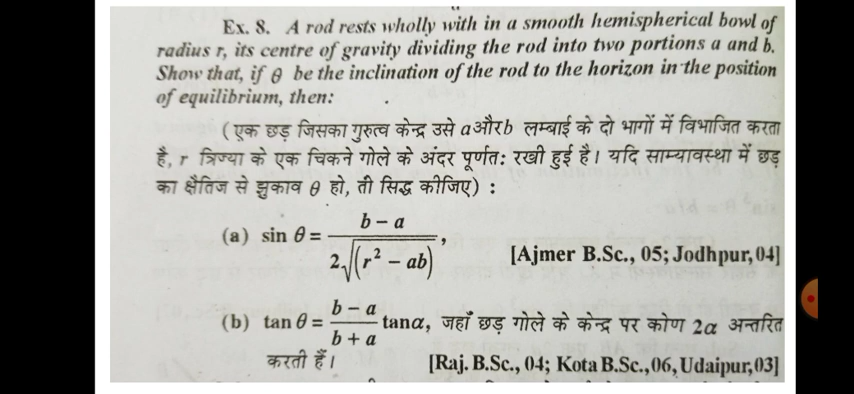 Ex. 8. A rod rests wholly with in a smooth hemispherical bowl of
radius r, its centre of gravity dividing the rod into two portions a and b.
Show that, if θ be the inclination of the rod to the horizon in the position
of equilibrium, then:
( एक छड़ जिसका गुरुत्व केन्द्र उसे a और b लम्बाई के दो भागों में विभाजित करता
है, r त्रिज्या के एक चिकने गोले के अंदर पूर्णत: रखी हुई है। यदि साम्यावस्था में छड़
का क्षैतिज से झुकाव θ हो, तो सिद्ध कीजिए) :
(a) sin θ = (b – a) / (2√(r² – ab)),
[Ajmer B.Sc., 05; Jodhpur,04]
(b) tan θ = (b – a) / (b + a) tanα, जहाँ छड़ गोले के केन्द्र पर कोण 2α अन्तरित
करती हैं।
[Raj. B.Sc., 04; Kota B.Sc.,06, Udaipur,03]